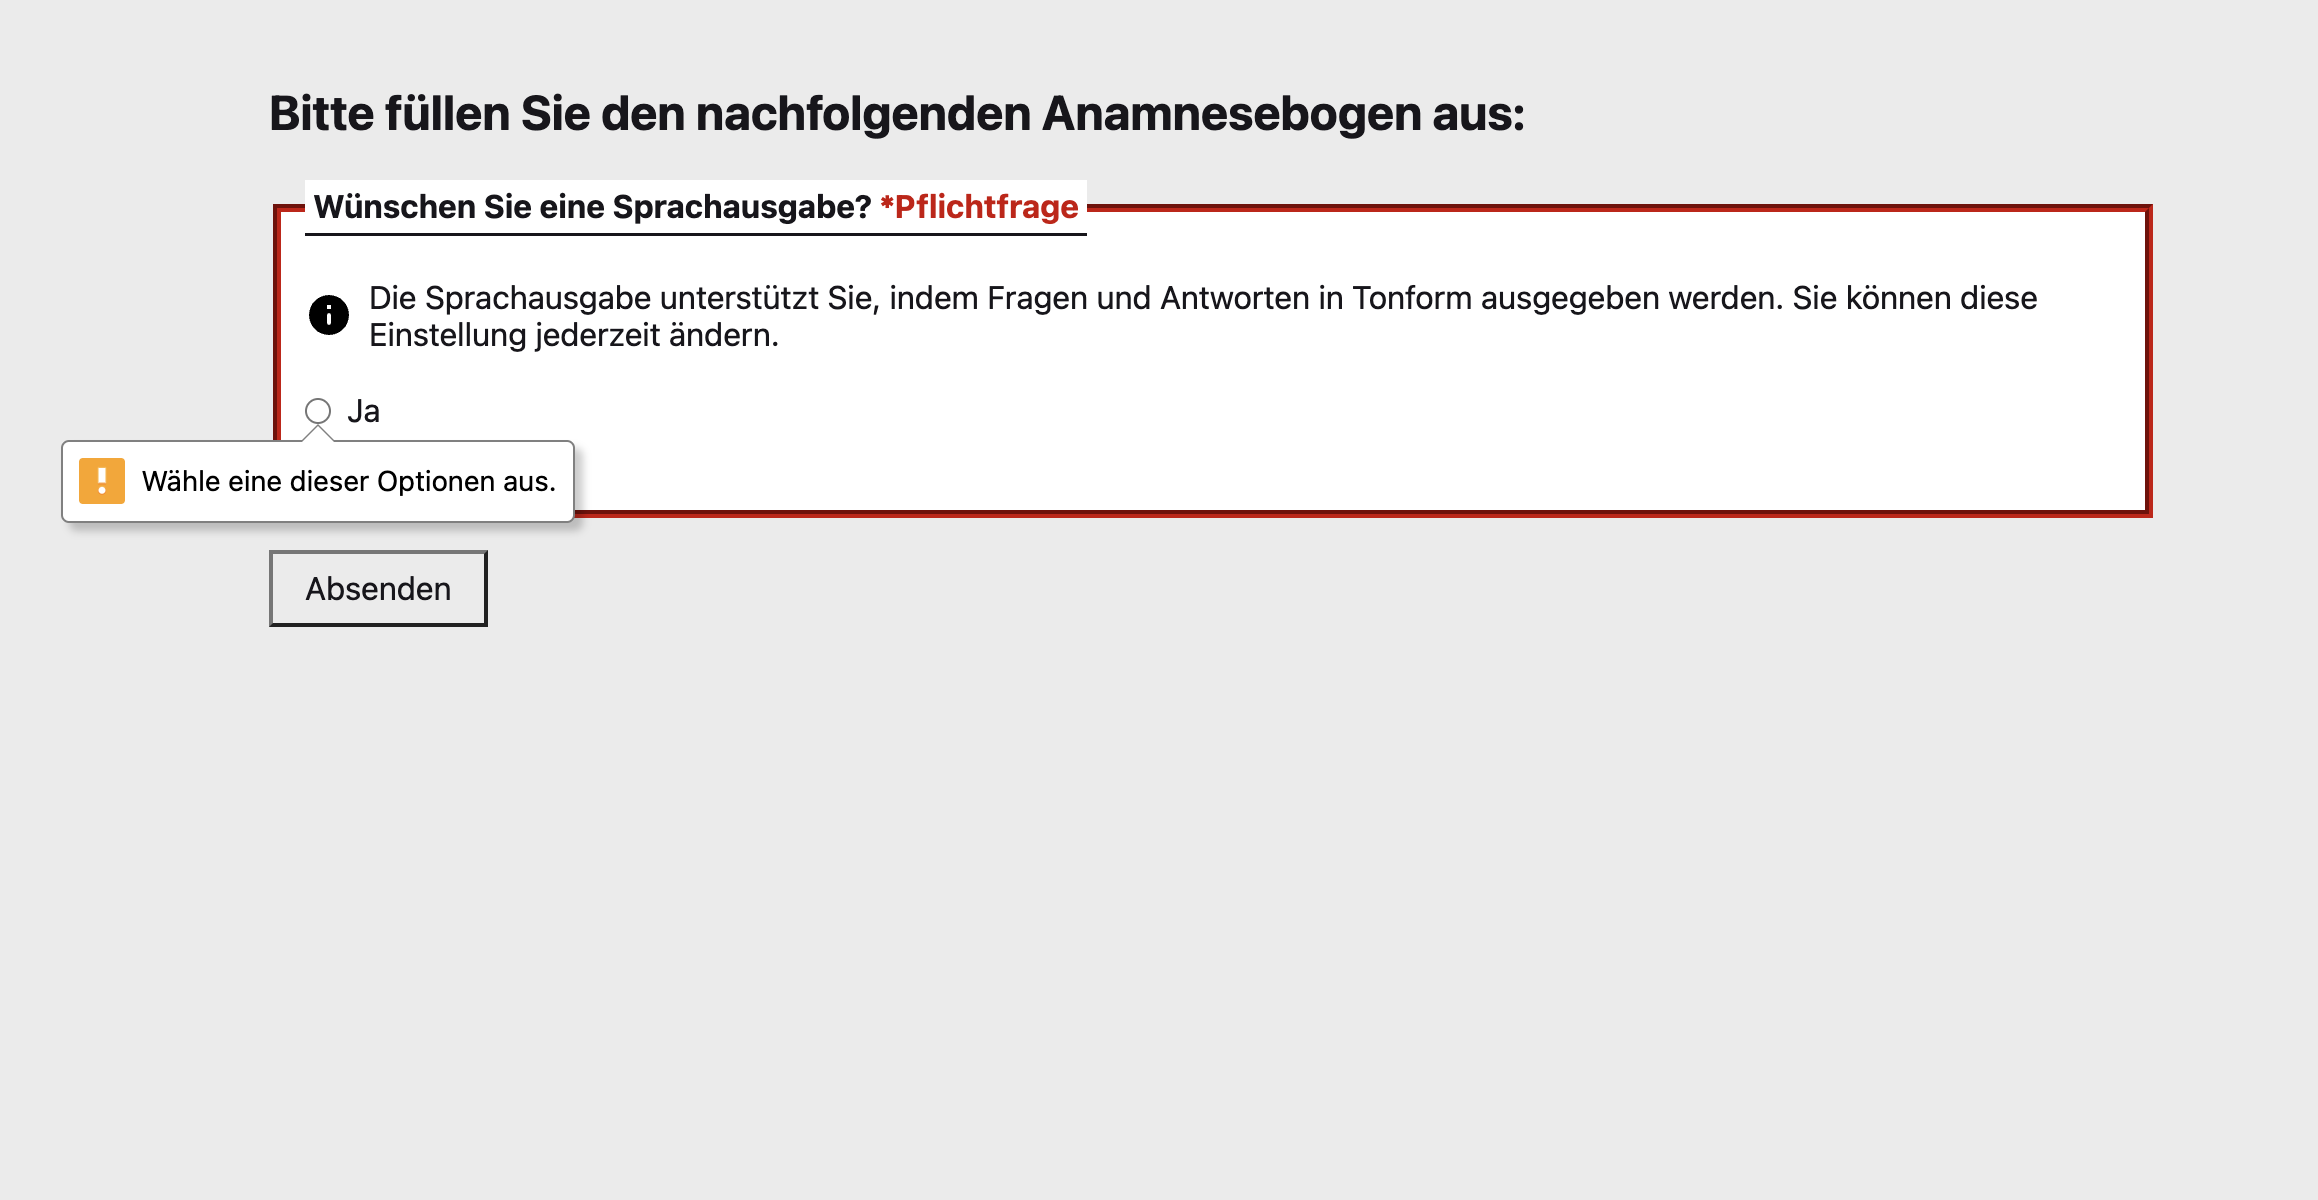 Bitte füllen Sie den nachfolgenden Anamnesebogen aus:
Wünschen Sie eine Sprachausgabe? *Pflichtfrage
Die Sprachausgabe unterstützt Sie, indem Fragen und Antworten in Tonform ausgegeben werden. Sie können diese
Einstellung jederzeit ändern.
Ja
Wähle eine dieser Optionen aus.
Absenden